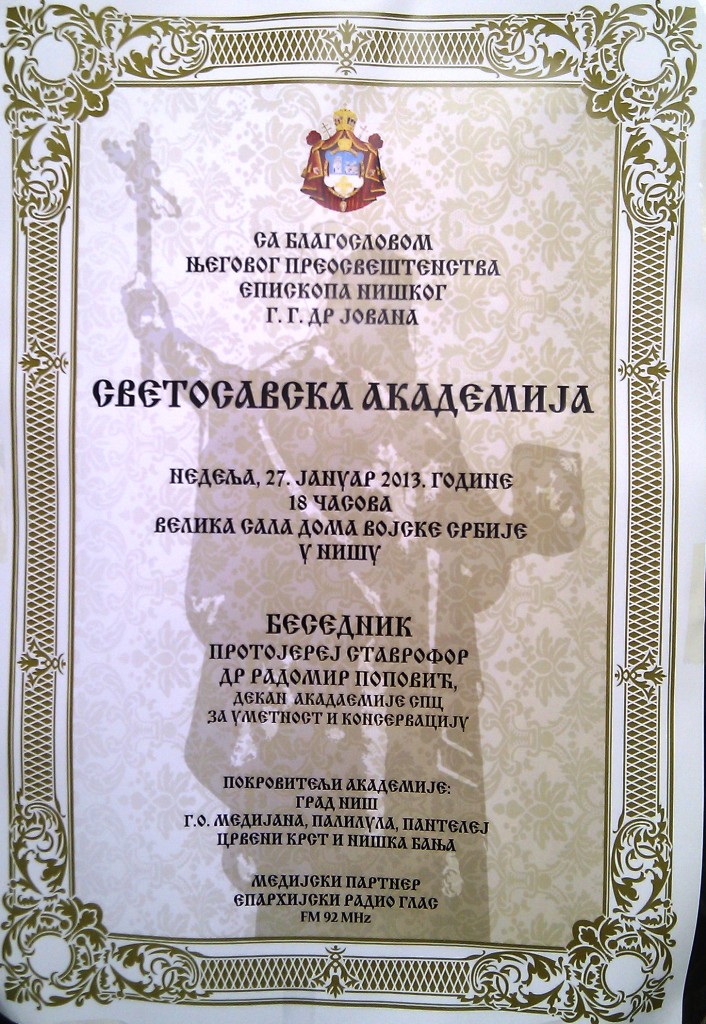 СА БЛАГОСЛОВОМ
ЊЕГОВОГ ПРЕОСВЕШТЕНСТВА
ЕПИСКОПА НИШКОГ
Г. Г. ДР ЈОВАНА
СВЕТОСАВСКА АКАДЕМИЈА
НЕДЕЉА, 27. ЈАНУАР 2013. ГОДИНЕ
18 ЧАСОВА
ВЕЛИКА САЛА ДОМА ВОЈСКЕ СРБИЈЕ
У НИШУ
БЕСЕДНИК
ПРОТОЈЕРЕЈ СТАВРОФОР
ДР РАДОМИР ПОПОВИЋ,
ДЕКАН АКАДАЕМИЈЕ СПЦ
ЗА УМЕТНОСТ И КОНСЕРВАЦИЈУ
ПОКРОВИТЕЉИ АКАДЕМИЈЕ:
ГРАД НИШ
Г.О. МЕДИЈАНА, ПАЛИЛУЛА, ПАНТЕЛЕЈ
ЦРВЕНИ КРСТ И НИШКА БАЊА
МЕДИЈСКИ ПАРТНЕР
ЕПАРХИЈСКИ РАДИО ГЛАС
FM 92 MHz